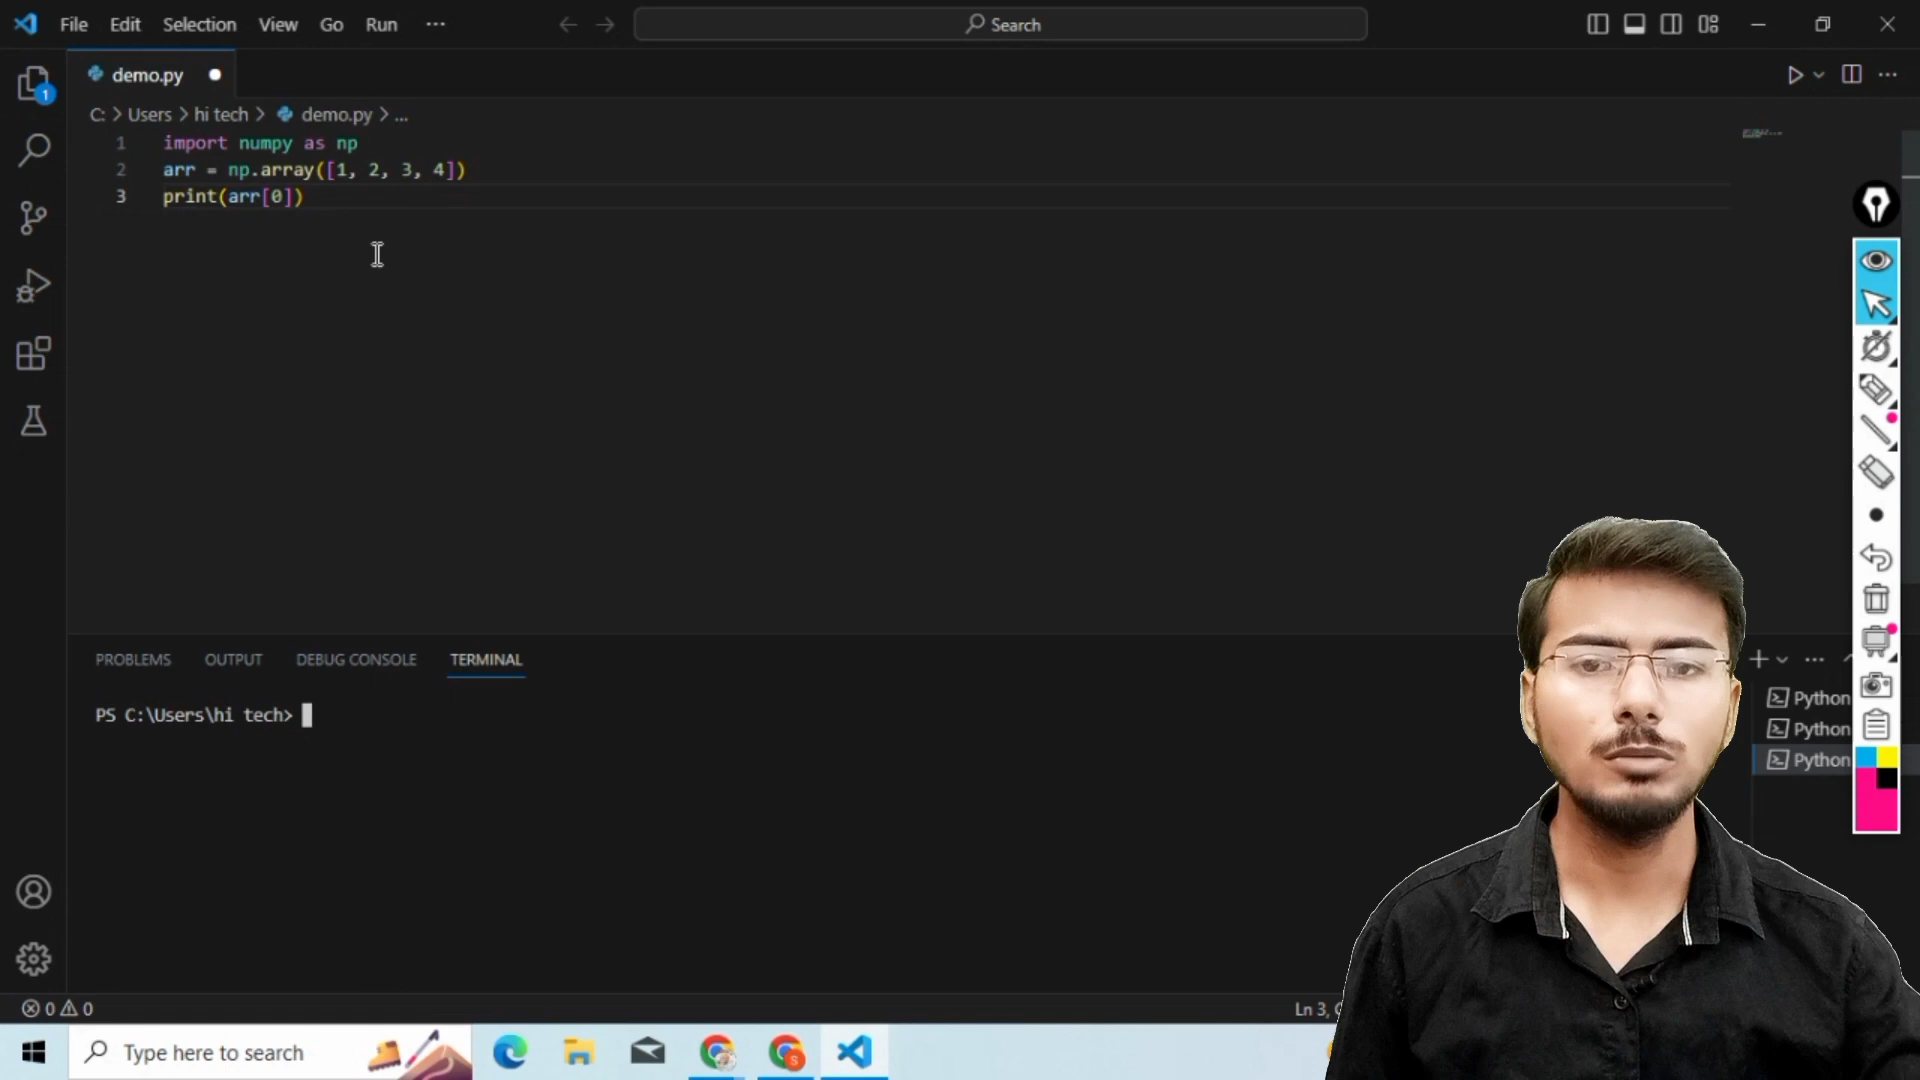 File Edit Selection View Go Run ··· Search
demo.py
1
C: > Users > hi tech > demo.py > ...
1 import numpy as np
2 arr = np.array([1, 2, 3, 4])
3 print(arr[0])
PROBLEMS OUTPUT DEBUG CONSOLE TERMINAL
PS C:\Users\hi tech>
Python
Python
Python
0 0
Ln 3,
Type here to search
S